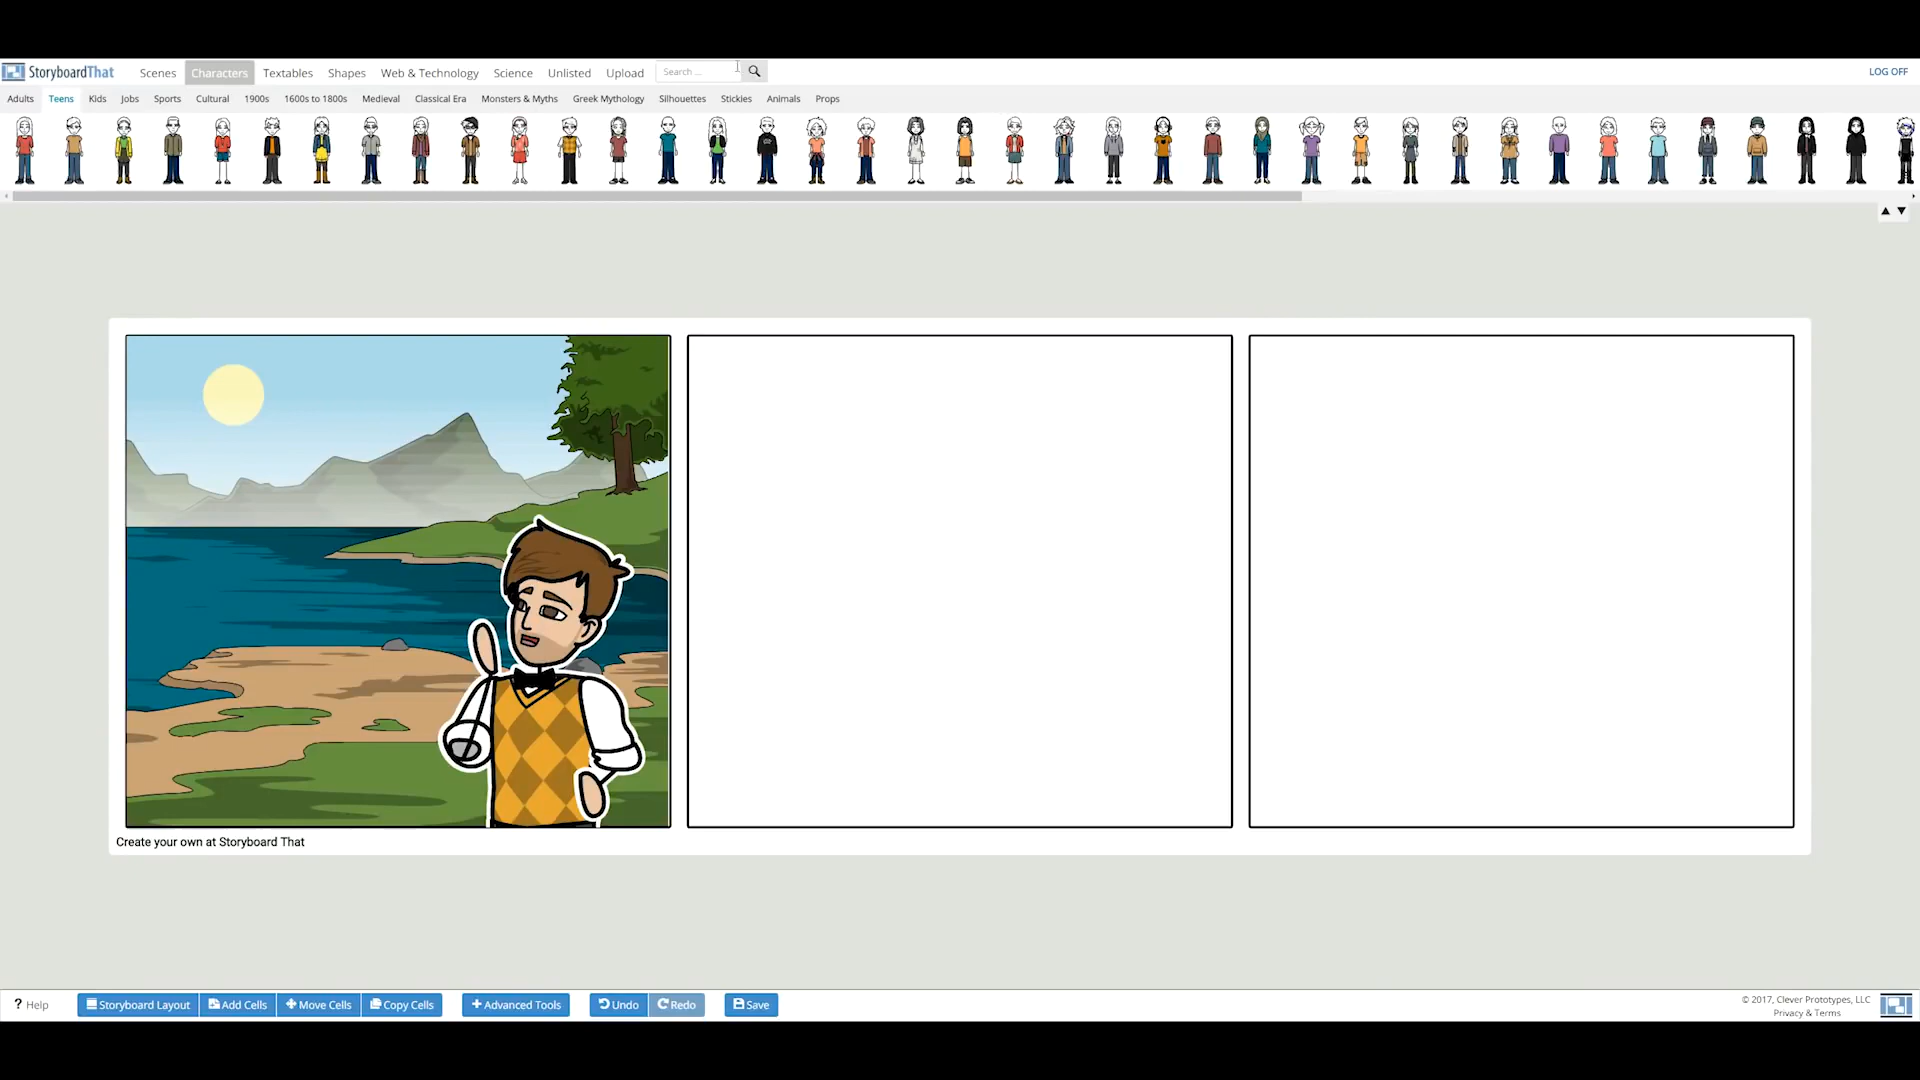 StoryboardThat Scenes Characters Textables Shapes Web & Technology Science Unlisted Upload Search ... LOG OFF
Adults Teens Kids Jobs Sports Cultural 1900s 1600s to 1800s Medieval Classical Era Monsters & Myths Greek Mythology Silhouettes Stickies Animals Props
Create your own at Storyboard That
? Help Storyboard Layout Add Cells Move Cells Copy Cells + Advanced Tools Undo Redo Save © 2017, Clever Prototypes, LLC
Privacy & Terms